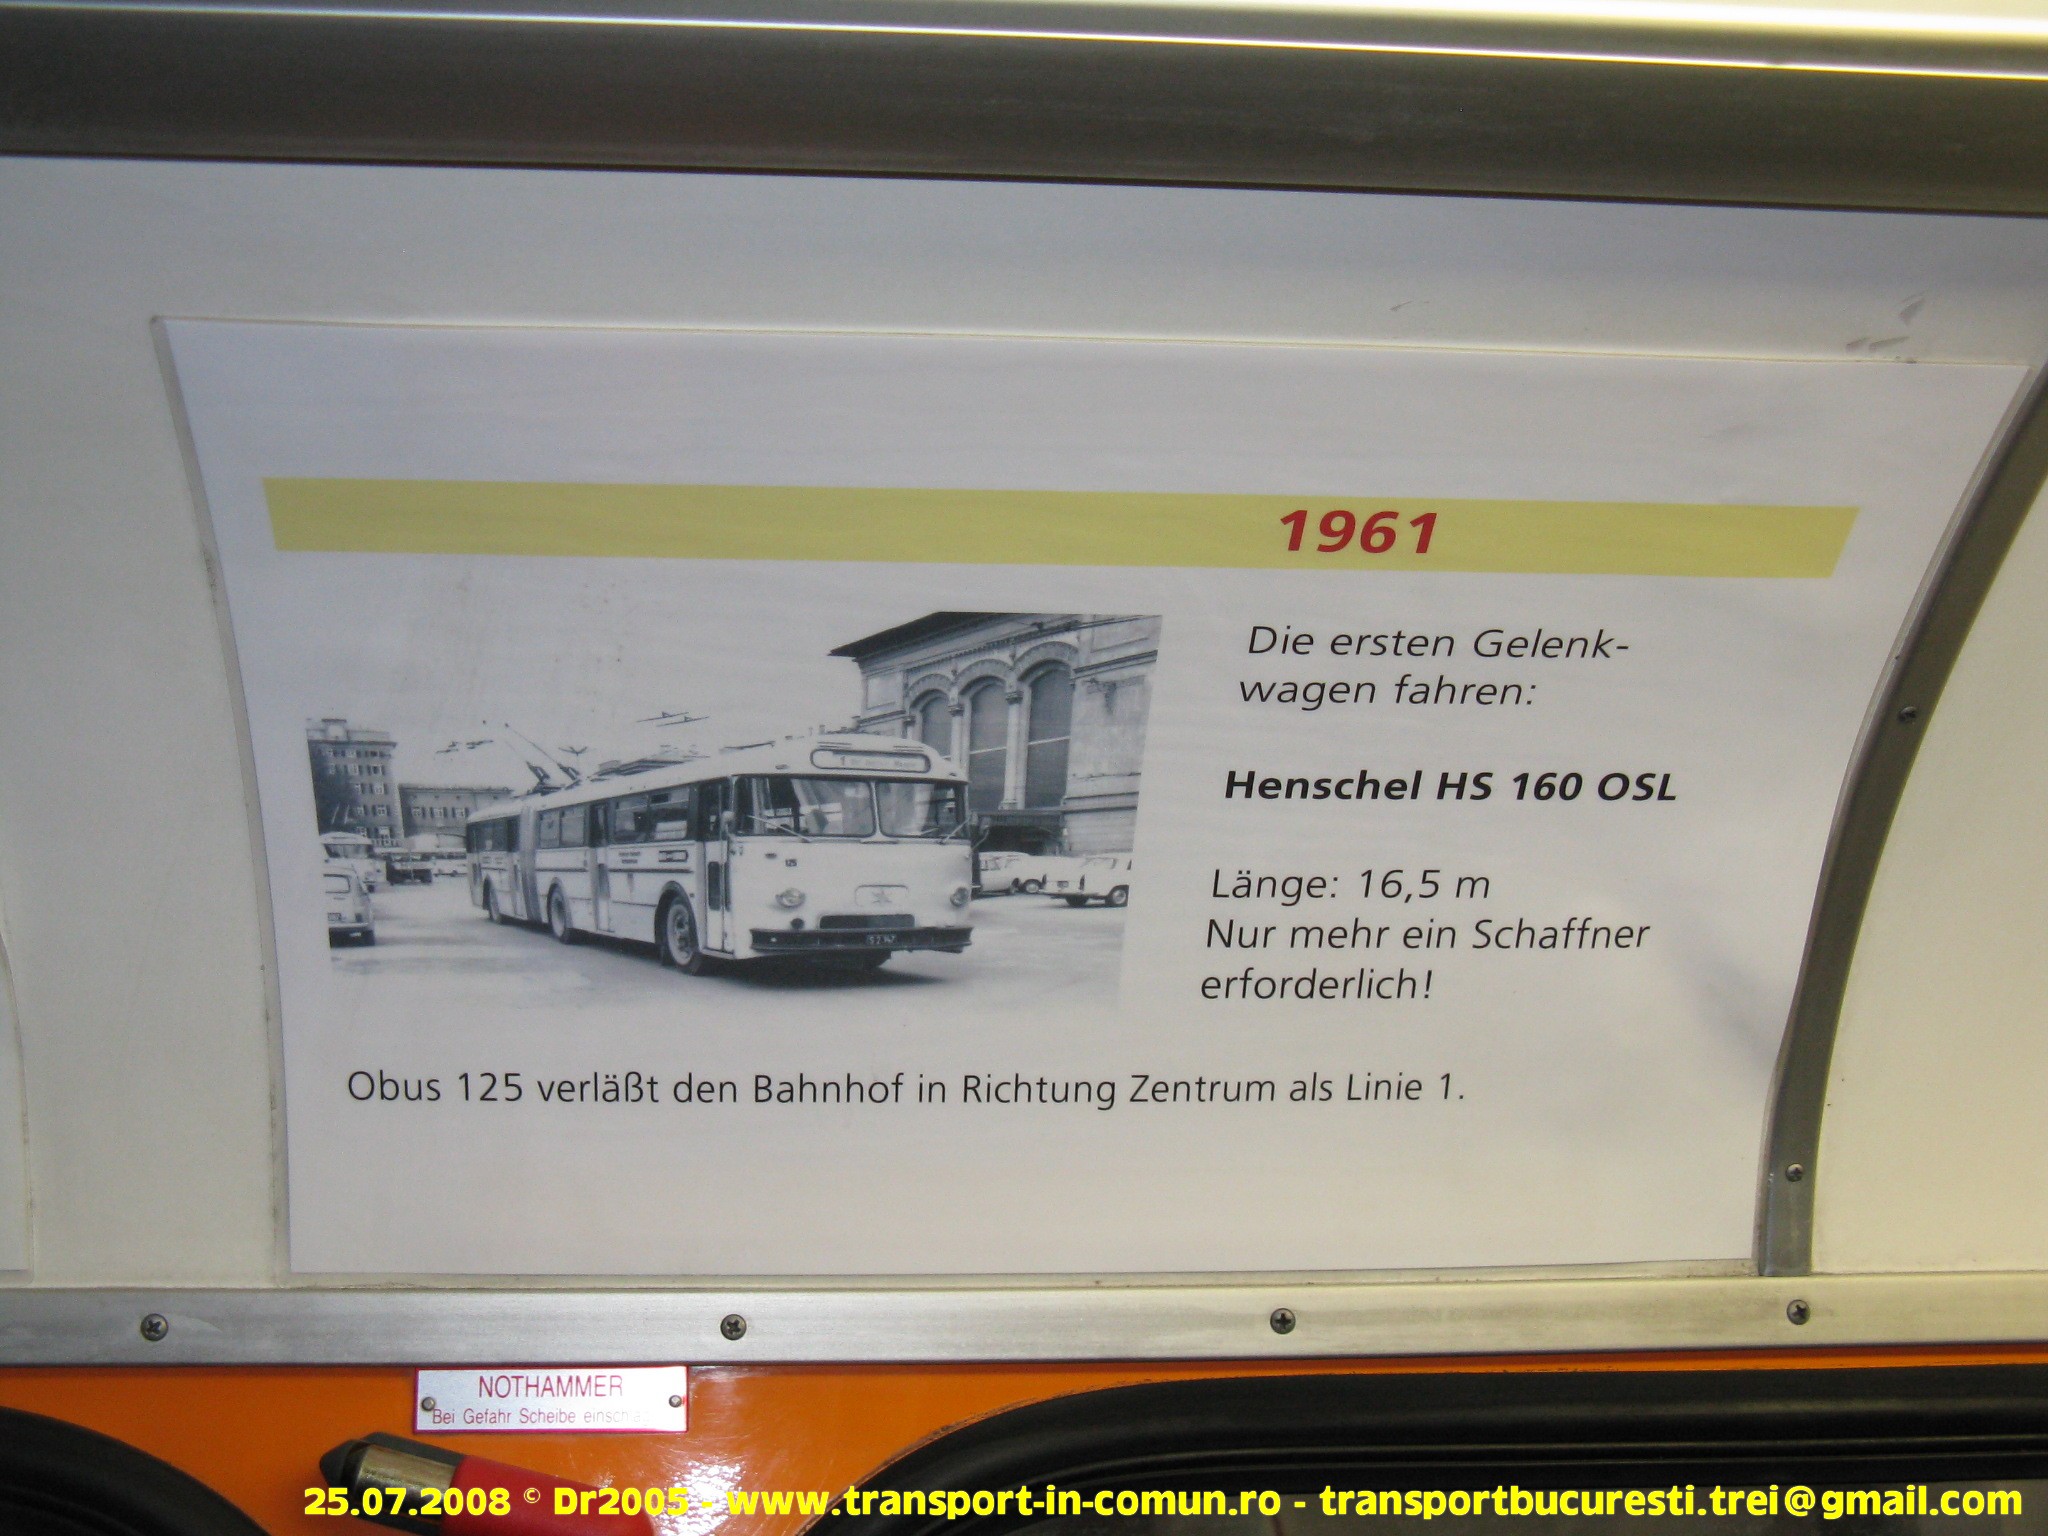 1961
Die ersten Gelenk-
wagen fahren:
Henschel HS 160 OSL
Länge: 16,5 m
Nur mehr ein Schaffner
erforderlich!
1
125
Obus 125 verläßt den Bahnhof in Richtung Zentrum als Linie 1.
NOTHAMMER
Bei Gefahr Scheibe
25.07.2008 © Dr2005 - www.transport-in-comun.ro - transportbucuresti.trei@gmail.com